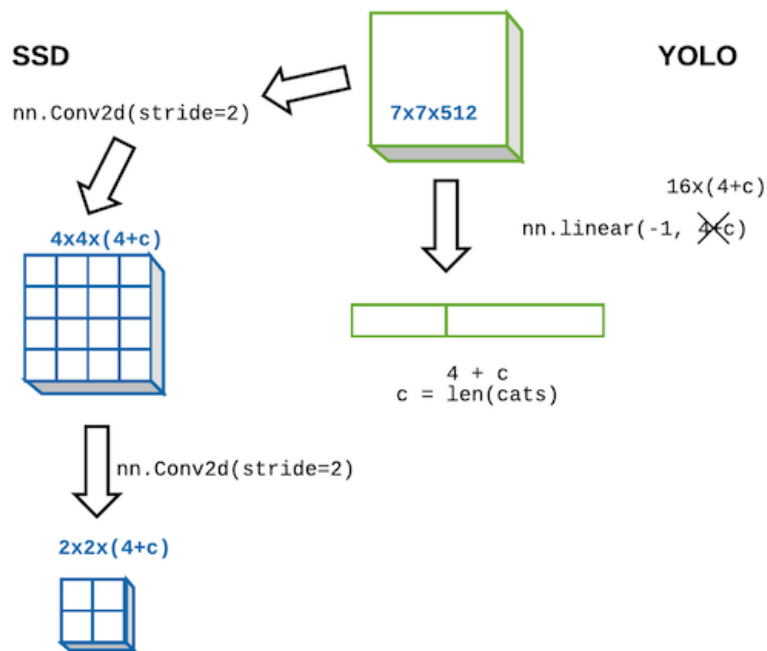 SSD
YOLO
nn.Conv2d(stride=2)
7x7x512
16x(4+c)
nn.linear(-1, 4+c)
4x4x(4+c)
4 + c
c = len(cats)
nn.Conv2d(stride=2)
2x2x(4+c)